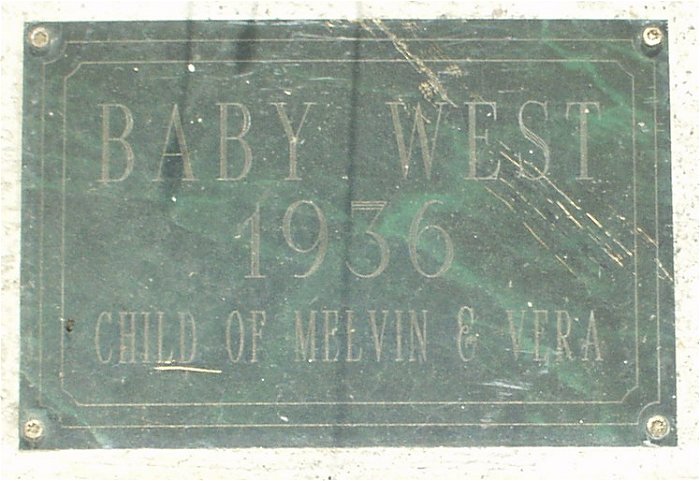 BABY WEST
1936
CHILD OF MELVIN & VERA